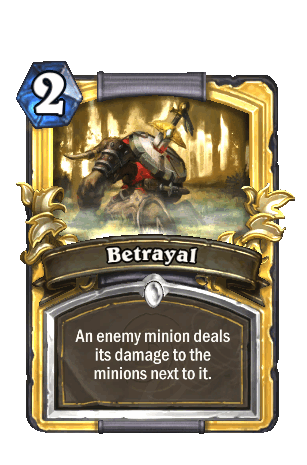 2
Betrayal
An enemy minion deals
its damage to the
minions next to it.